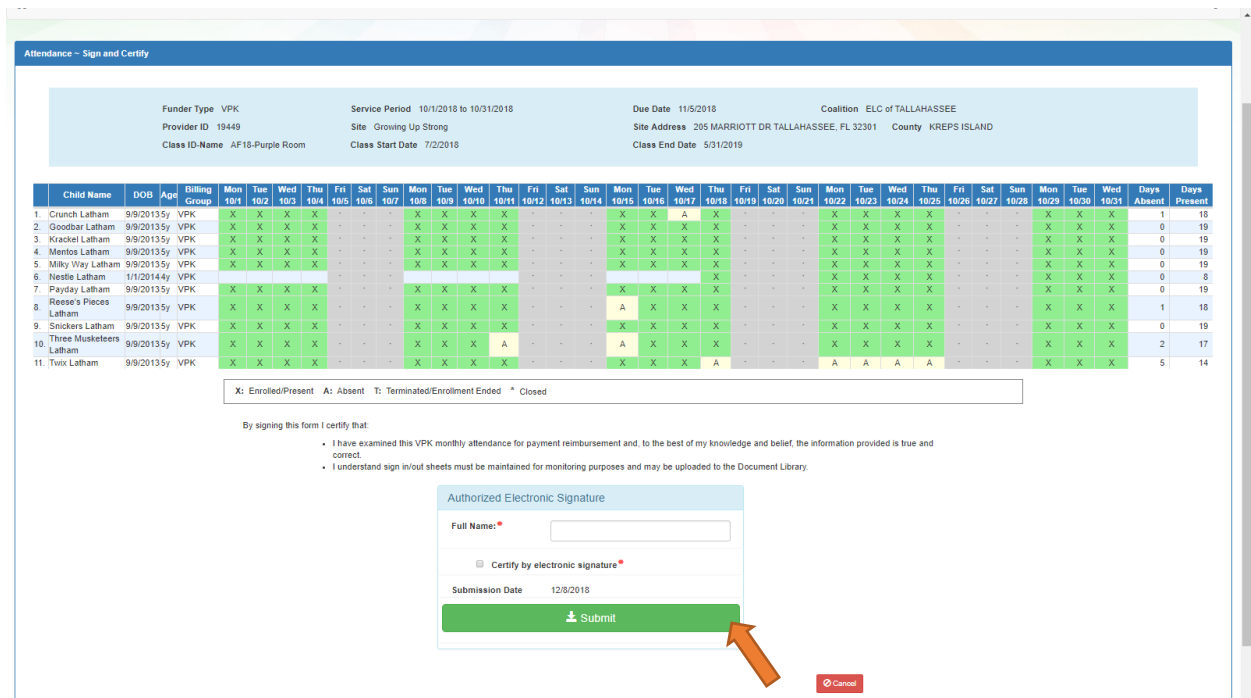 Attendance ~ Sign and Certify
Funder Type VPK Service Period 10/1/2018 to 10/31/2018 Due Date 11/5/2018 Coalition ELC of TALLAHASSEE
Provider ID 19449 Site Growing Up Strong Site Address 205 MARRIOTT DR TALLAHASSEE, FL 32301 County KREPS ISLAND
Class ID-Name AF18-Purple Room Class Start Date 7/2/2018 Class End Date 5/31/2019
Child Name DOB Age Billing Group Mon 10/1 Tue 10/2 Wed 10/3 Thu 10/4 Fri 10/5 Sat 10/6 Sun 10/7 Mon 10/8 Tue 10/9 Wed 10/10 Thu 10/11 Fri 10/12 Sat 10/13 Sun 10/14 Mon 10/15 Tue 10/16 Wed 10/17 Thu 10/18 Fri 10/19 Sat 10/20 Sun 10/21 Mon 10/22 Tue 10/23 Wed 10/24 Thu 10/25 Fri 10/26 Sat 10/27 Sun 10/28 Mon 10/29 Tue 10/30 Wed 10/31 Days Absent Days Present
1. Crunch Latham 9/9/2013 5y VPK X X X X - - - X X X X - - - X X A X - - - X X X X - - - X X X 1 18
2. Goodbar Latham 9/9/2013 5y VPK X X X X - - - X X X X - - - X X X X - - - X X X X - - - X X X 0 19
3. Krackel Latham 9/9/2013 5y VPK X X X X - - - X X X X - - - X X X X - - - X X X X - - - X X X 0 19
4. Mentos Latham 9/9/2013 5y VPK X X X X - - - X X X X - - - X X X X - - - X X X X - - - X X X 0 19
5. Milky Way Latham 9/9/2013 5y VPK X X X X - - - X X X X - - - X X X X - - - X X X X - - - X X X 0 19
6. Nestle Latham 1/1/2014 4y VPK - - - - - - X - - - X X X X - - - X X X 0 8
7. Payday Latham 9/9/2013 5y VPK X X X X - - - X X X X - - - X X X X - - - X X X X - - - X X X 0 19
8. Reese's Pieces Latham 9/9/2013 5y VPK X X X X - - - X X X X - - - A X X X - - - X X X X - - - X X X 1 18
9. Snickers Latham 9/9/2013 5y VPK X X X X - - - X X X X - - - X X X X - - - X X X X - - - X X X 0 19
10. Three Musketeers Latham 9/9/2013 5y VPK X X X X - - - X X X A - - - A X X X - - - X X X X - - - X X X 2 17
11. Twix Latham 9/9/2013 5y VPK X X X X - - - X X X X - - - X X X A - - - A A A A - - - X X X 5 14
X: Enrolled/Present A: Absent T: Terminated/Enrollment Ended * Closed
By signing this form I certify that:
• I have examined this VPK monthly attendance for payment reimbursement and, to the best of my knowledge and belief, the information provided is true and
correct.
• I understand sign in/out sheets must be maintained for monitoring purposes and may be uploaded to the Document Library.
Authorized Electronic Signature
Full Name:
Certify by electronic signature
Submission Date 12/8/2018
Submit
Cancel